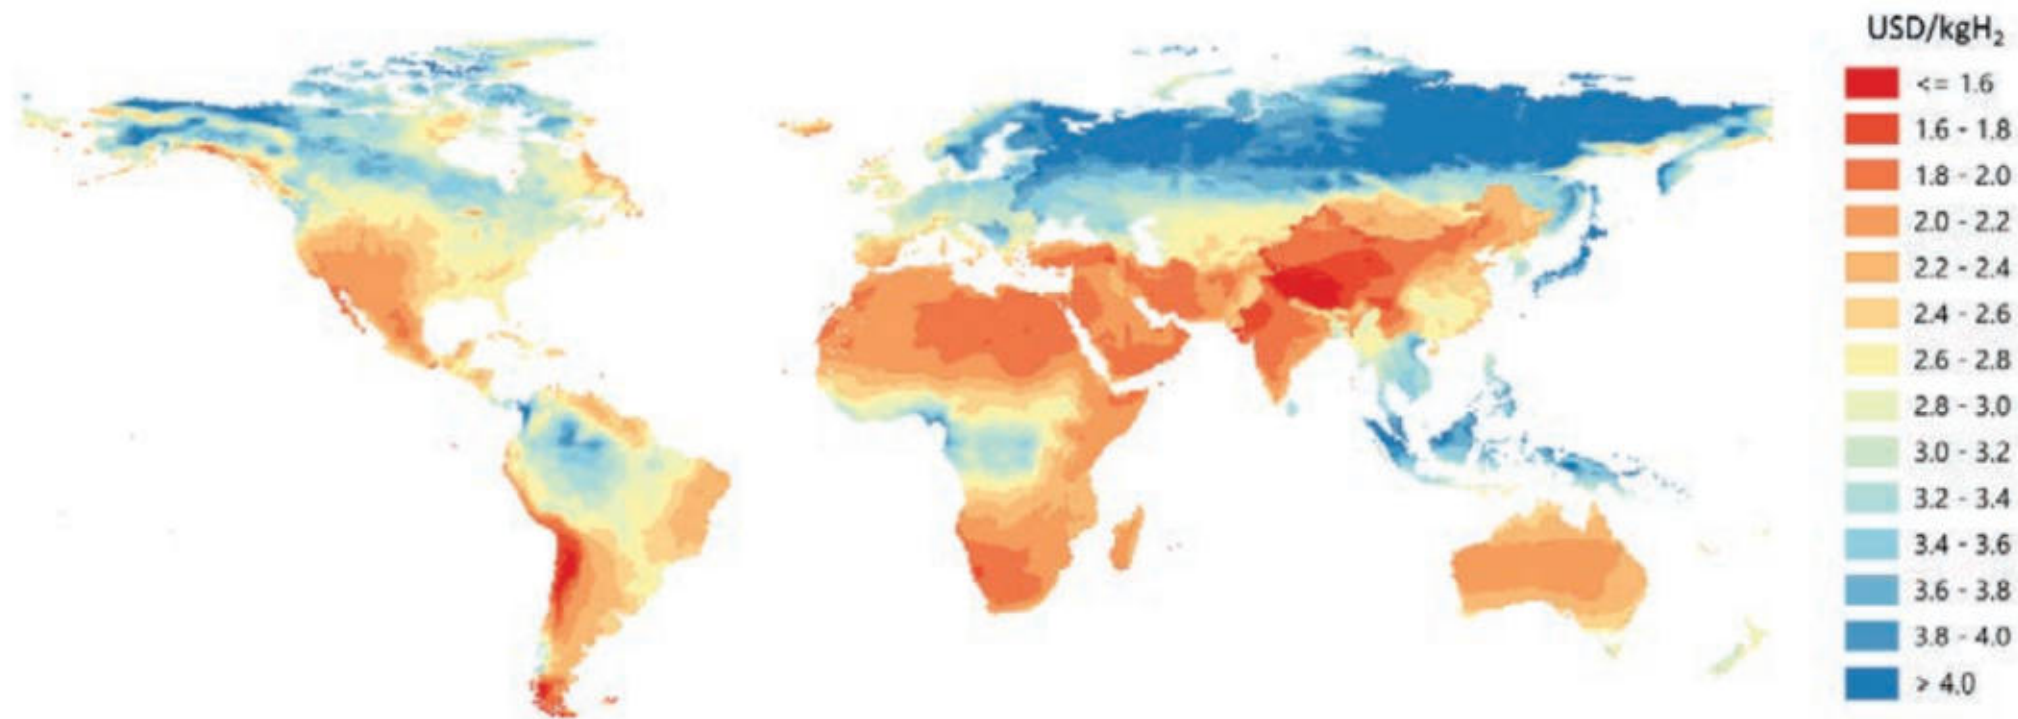 USD/kgH₂
<= 1.6
1.6 - 1.8
1.8 - 2.0
2.0 - 2.2
2.2 - 2.4
2.4 - 2.6
2.6 - 2.8
2.8 - 3.0
3.0 - 3.2
3.2 - 3.4
3.4 - 3.6
3.6 - 3.8
3.8 - 4.0
> 4.0